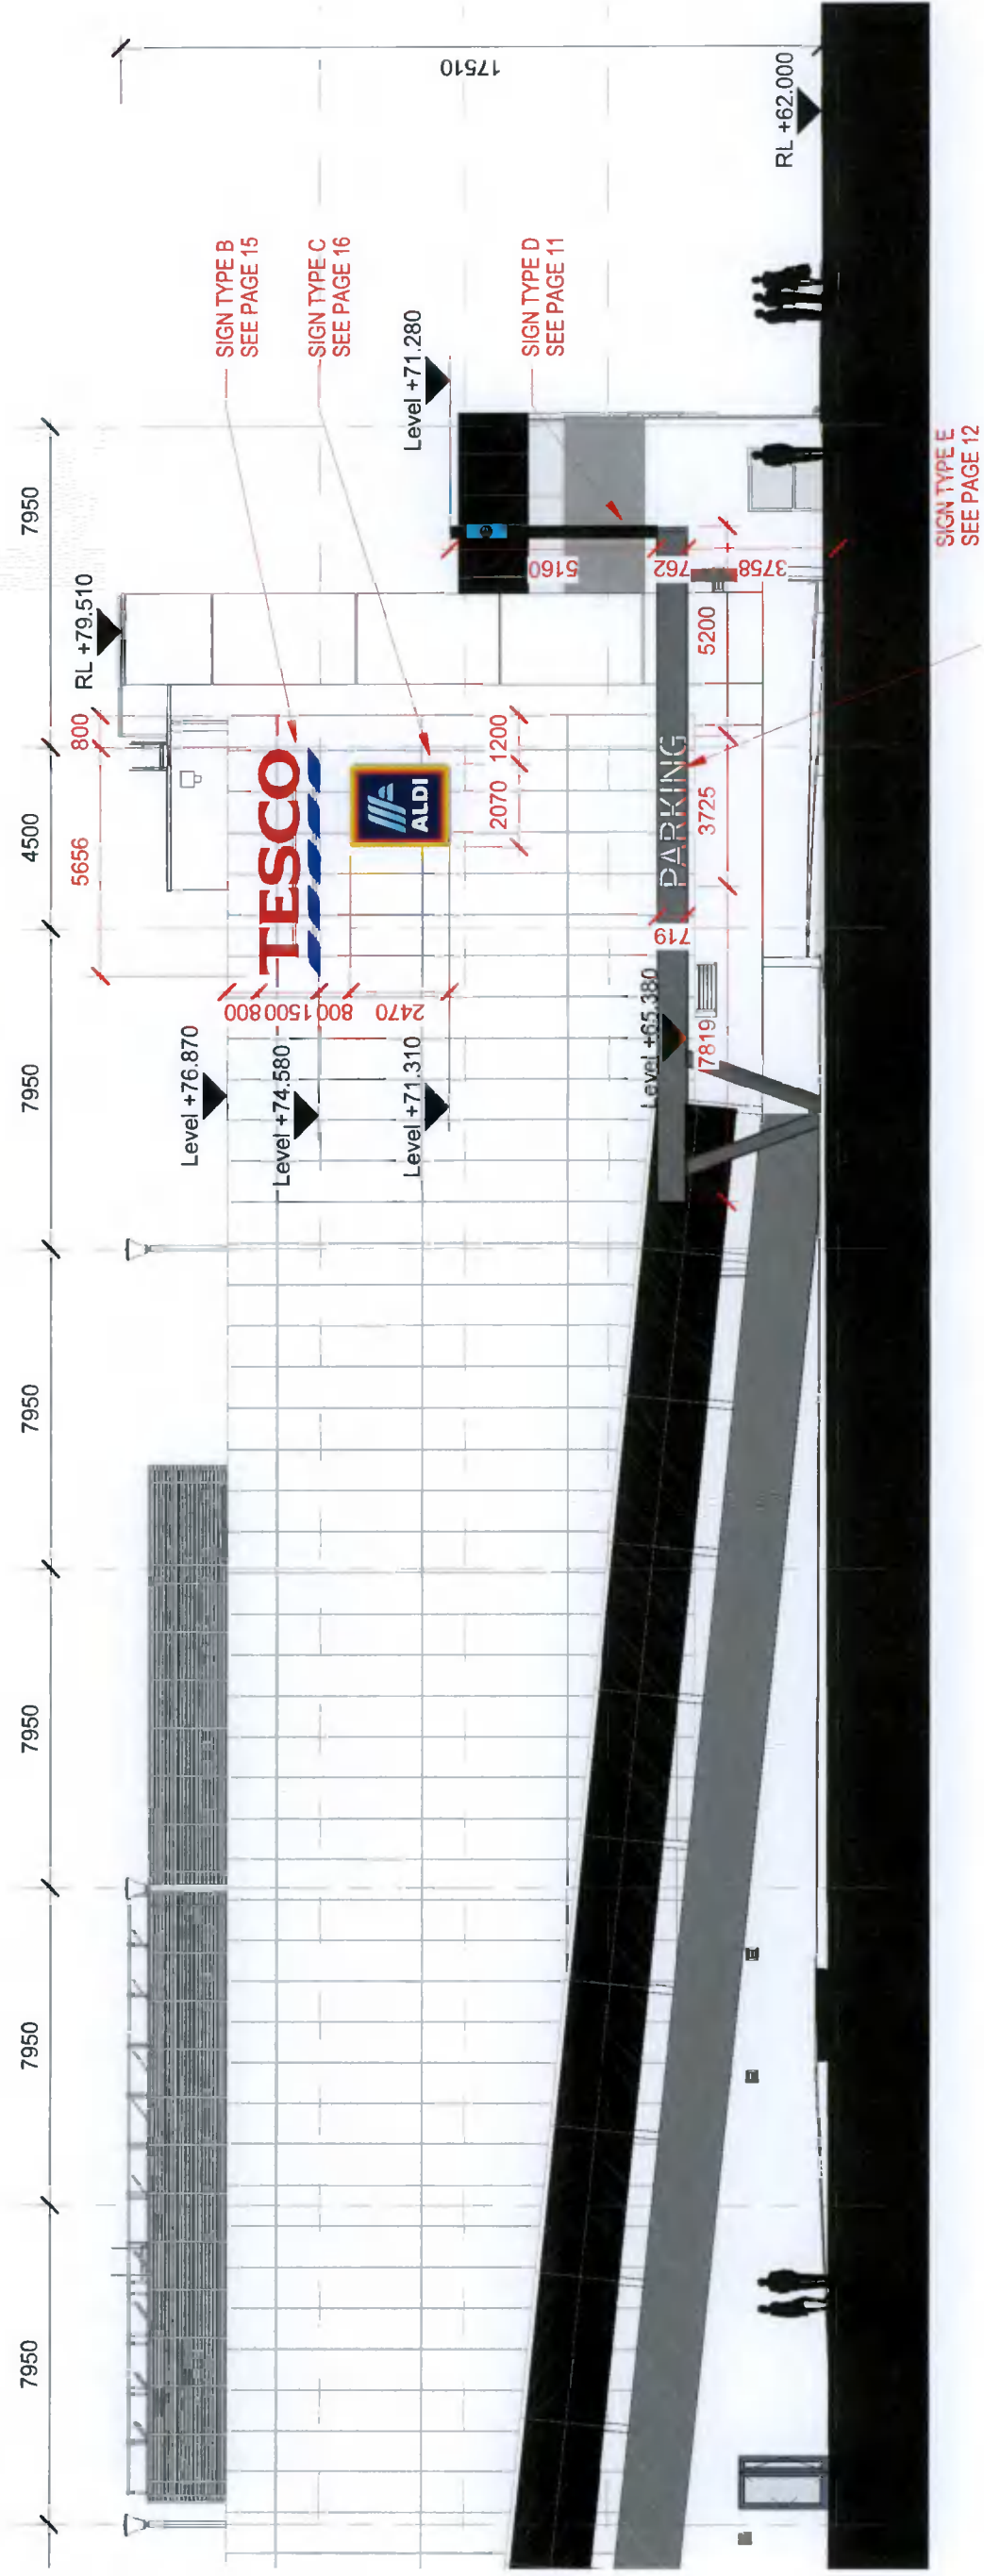 7950
7950
7950
7950
7950
7950
4500
7950
5656
800
RL +79.510
Level +76.870
Level +74.580
Level +71.310
800
1500
800
2470
TESCO
ALDI
2070
1200
SIGN TYPE B
SEE PAGE 15
SIGN TYPE C
SEE PAGE 16
Level +71.280
SIGN TYPE D
SEE PAGE 11
17510
RL +62.000
5160
762
3758
Level +65.380
719
PARKING
7819
3725
5200
SIGN TYPE E
SEE PAGE 12